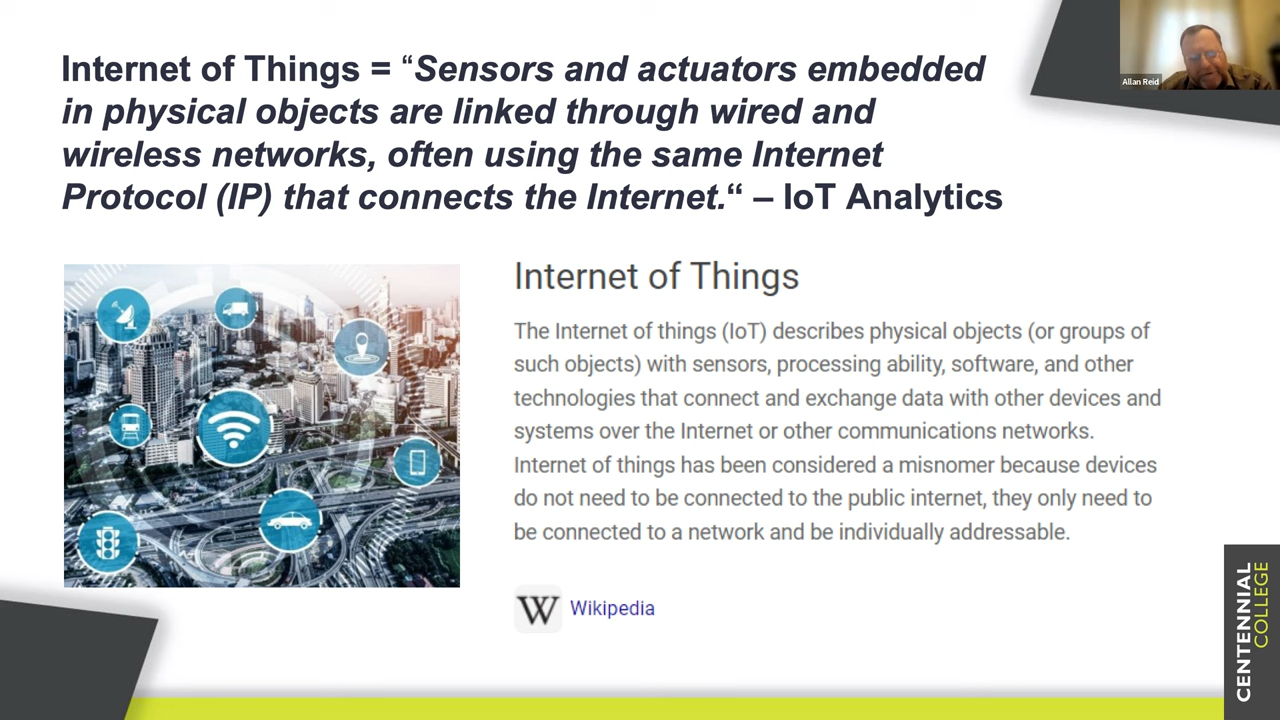 Internet of Things = “Sensors and actuators embedded
in physical objects are linked through wired and
wireless networks, often using the same Internet
Protocol (IP) that connects the Internet.“ – IoT Analytics
Allan Reid
Internet of Things
The Internet of things (IoT) describes physical objects (or groups of
such objects) with sensors, processing ability, software, and other
technologies that connect and exchange data with other devices and
systems over the Internet or other communications networks.
Internet of things has been considered a misnomer because devices
do not need to be connected to the public internet, they only need to
be connected to a network and be individually addressable.
W Wikipedia
CENTENNIAL
COLLEGE